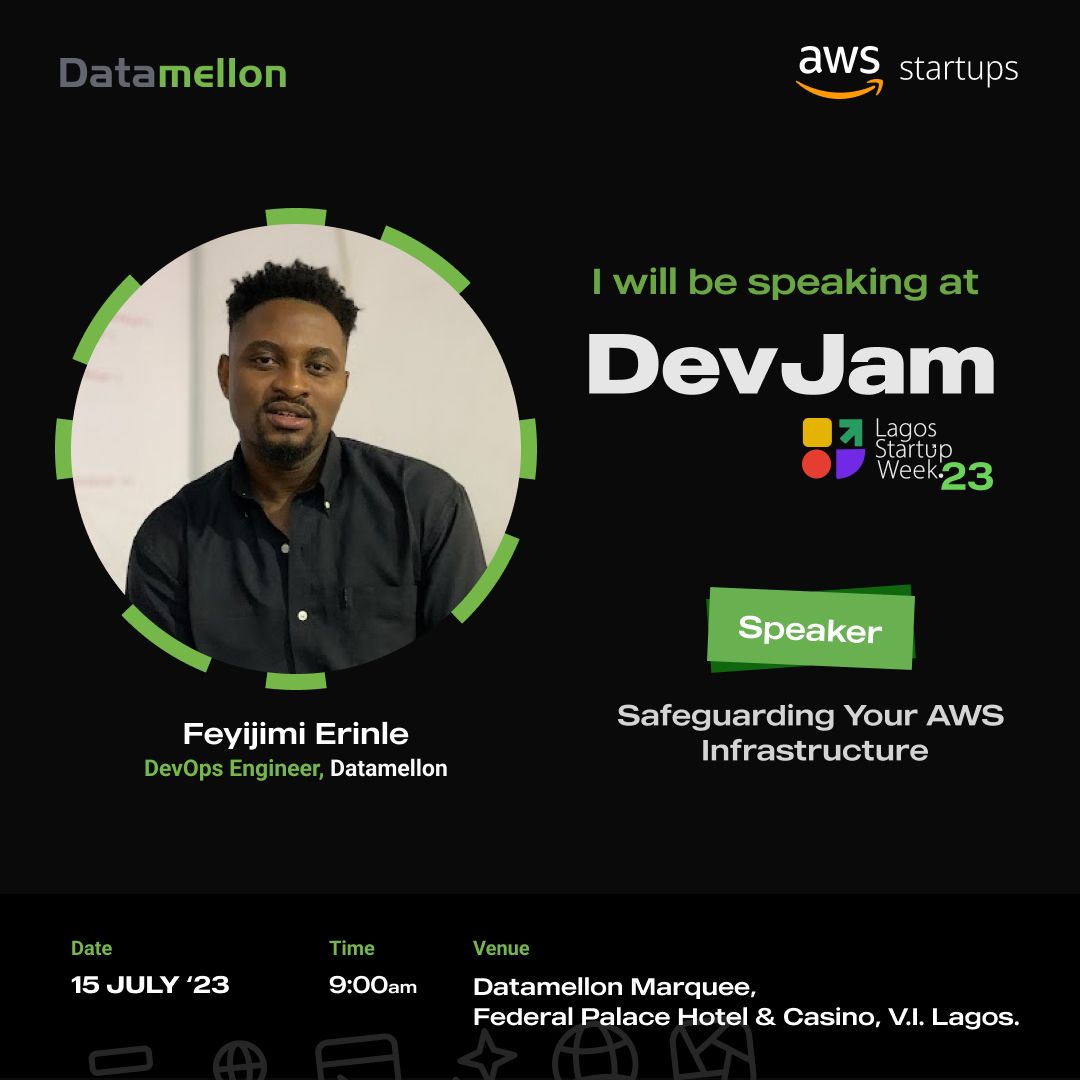 Datamellon
aws startups
I will be speaking at
DevJam
Lagos
Startup
Week.23
Speaker
Safeguarding Your AWS
Infrastructure
Feyijimi Erinle
DevOps Engineer, Datamellon
Date
15 JULY ‘23
Time
9:00am
Venue
Datamellon Marquee,
Federal Palace Hotel & Casino, V.I. Lagos.